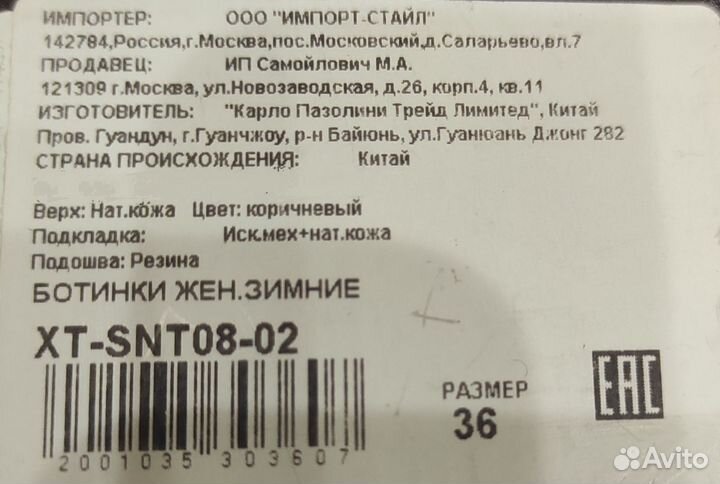 ИМПОРТЕР: ООО "ИМПОРТ-СТАЙЛ"
142784,Россия,г.Москва,пос.Московский,д.Саларьево,вл.7
ПРОДАВЕЦ: ИП Самойлович М.А.
121309 г.Москва, ул.Новозаводская, д.26, корп.4, кв.11
ИЗГОТОВИТЕЛЬ: "Карло Пазолини Трейд Лимитед", Китай
Пров. Гуандун, г.Гуанчжоу, р-н Байюнь, ул.Гуанюань Джонг 282
СТРАНА ПРОИСХОЖДЕНИЯ: Китай
Верх: Нат.кожа Цвет: коричневый
Подкладка: Иск.мех+нат.кожа
Подошва: Резина
БОТИНКИ ЖЕН.ЗИМНИЕ
XT-SNT08-02
РАЗМЕР
36
EAC
2001035 303607
Avito